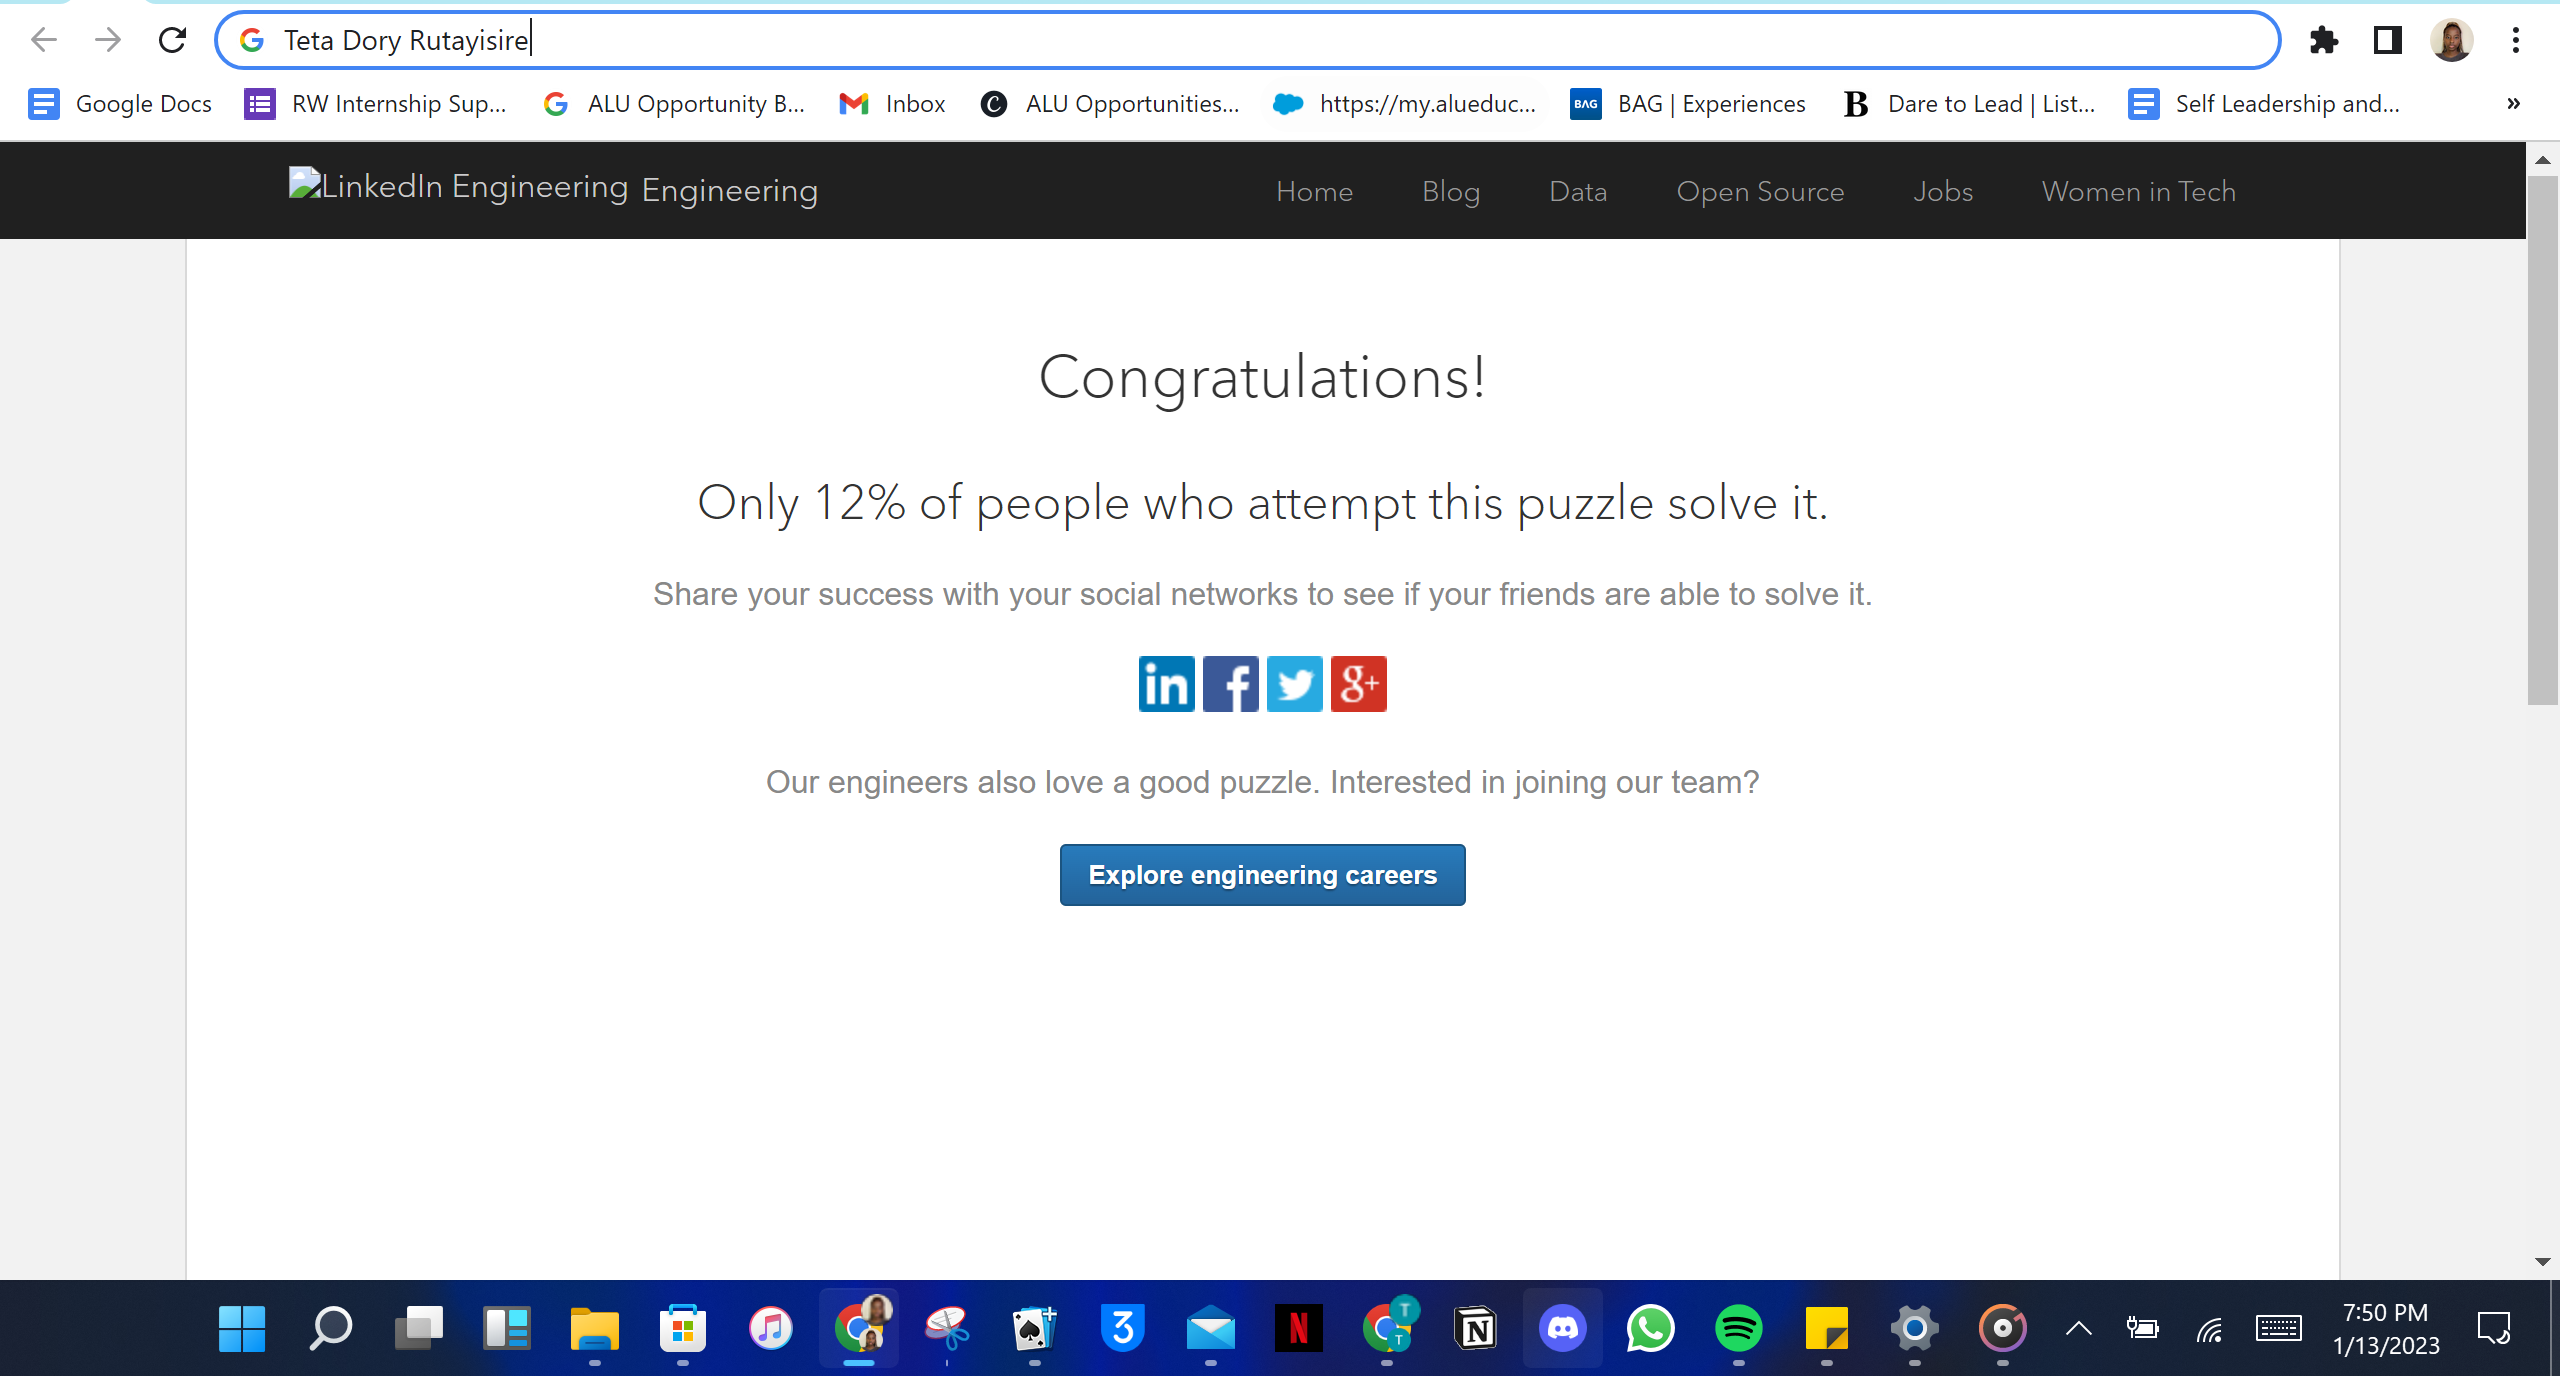 Teta Dory Rutayisire
Google Docs RW Internship Sup... ALU Opportunity B... Inbox ALU Opportunities... https://my.alueduc... BAG BAG | Experiences B Dare to Lead | List... Self Leadership and... »
LinkedIn Engineering Engineering Home Blog Data Open Source Jobs Women in Tech
Congratulations!
Only 12% of people who attempt this puzzle solve it.
Share your success with your social networks to see if your friends are able to solve it.
in f g+
Our engineers also love a good puzzle. Interested in joining our team?
Explore engineering careers
3 N T T N 7:50 PM
1/13/2023